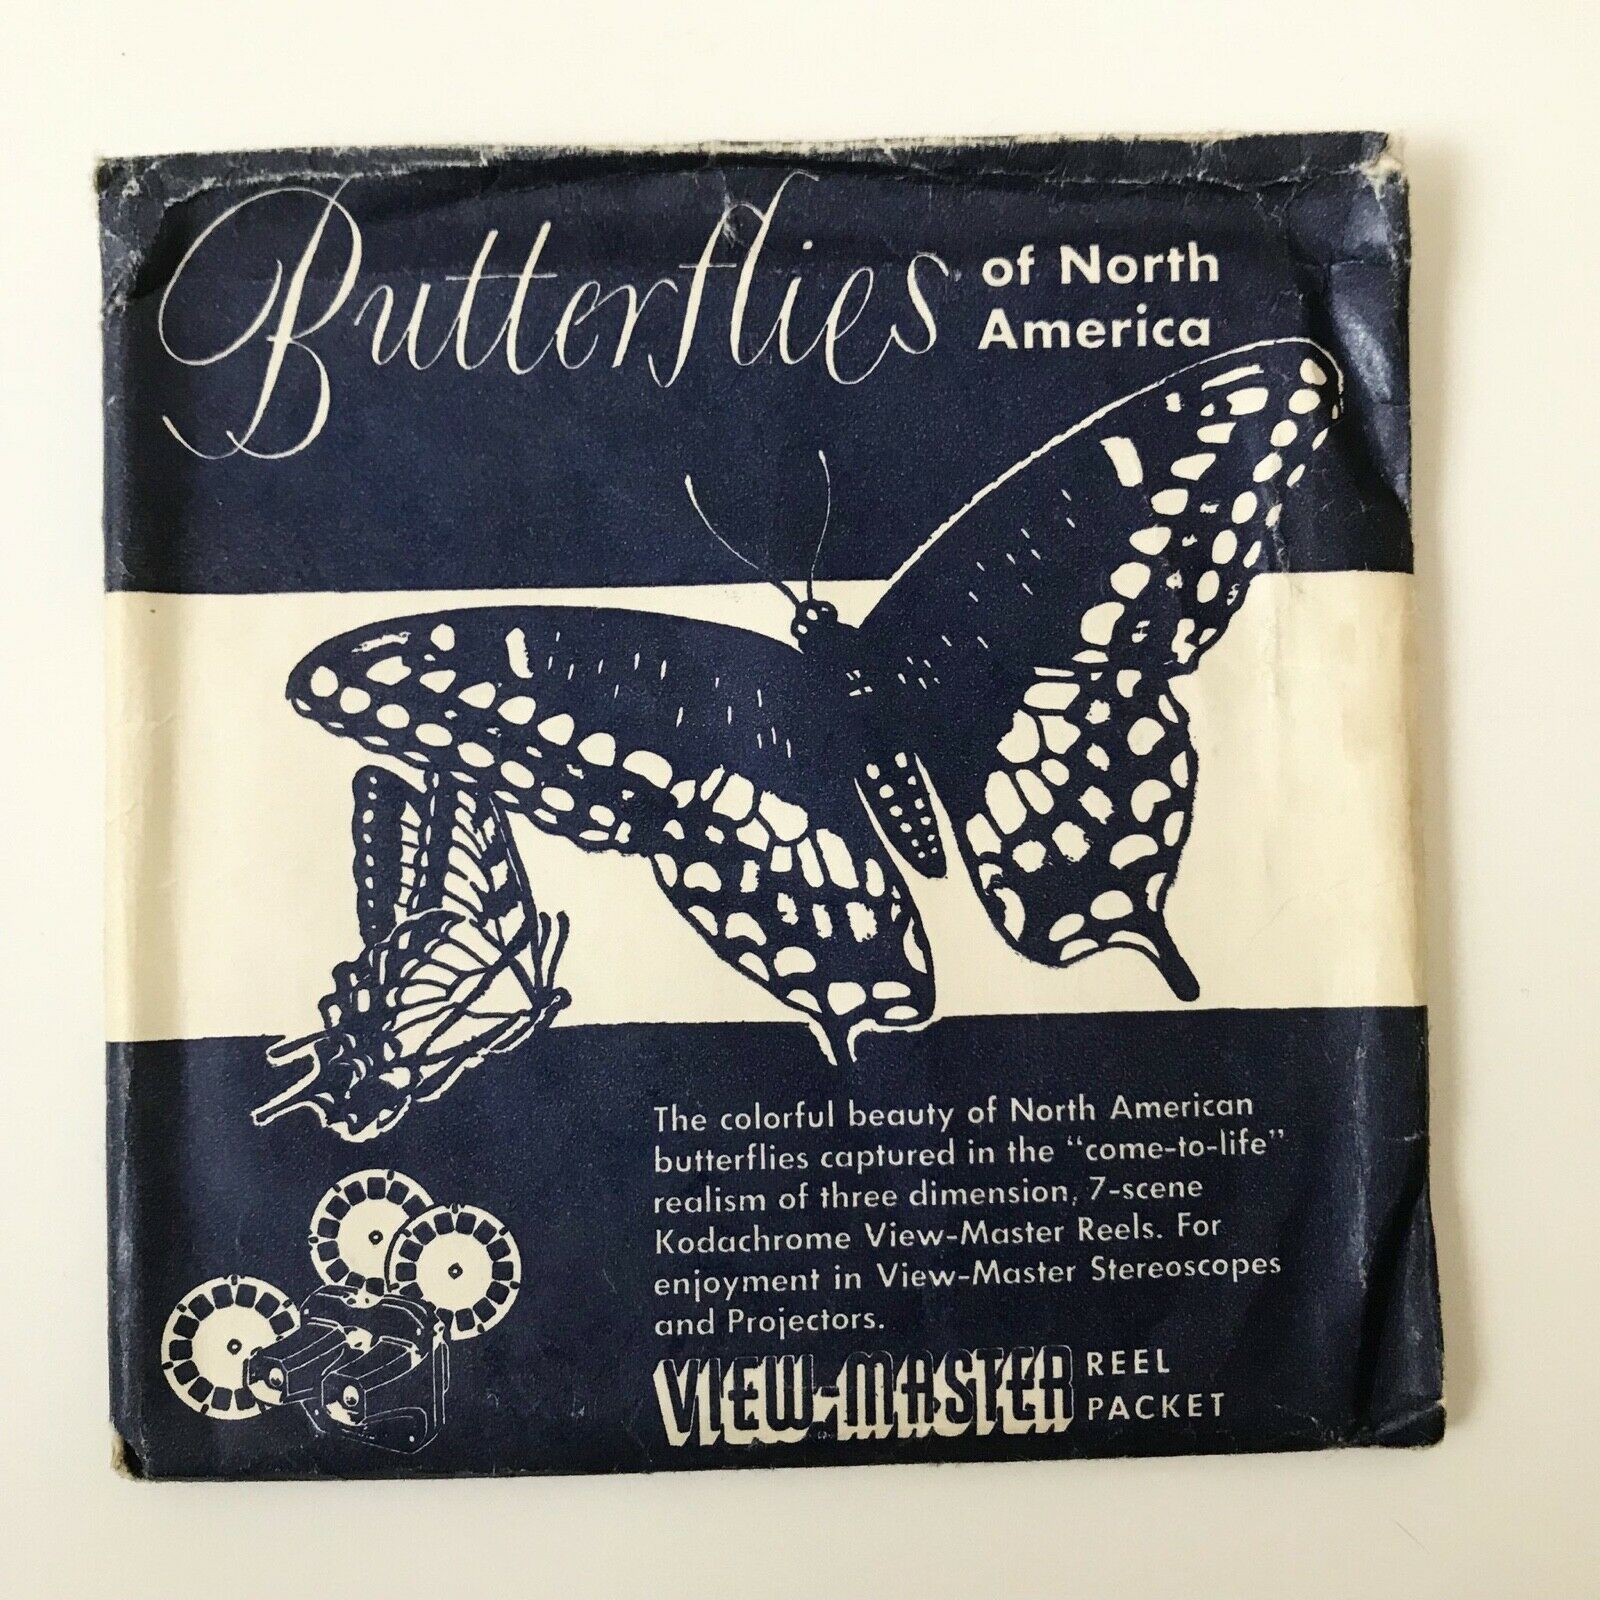 Butterflies of North
America
The colorful beauty of North American
butterflies captured in the “come-to-life”
realism of three dimension, 7-scene
Kodachrome View-Master Reels. For
enjoyment in View-Master Stereoscopes
and Projectors.
VIEW-MASTER REEL
PACKET